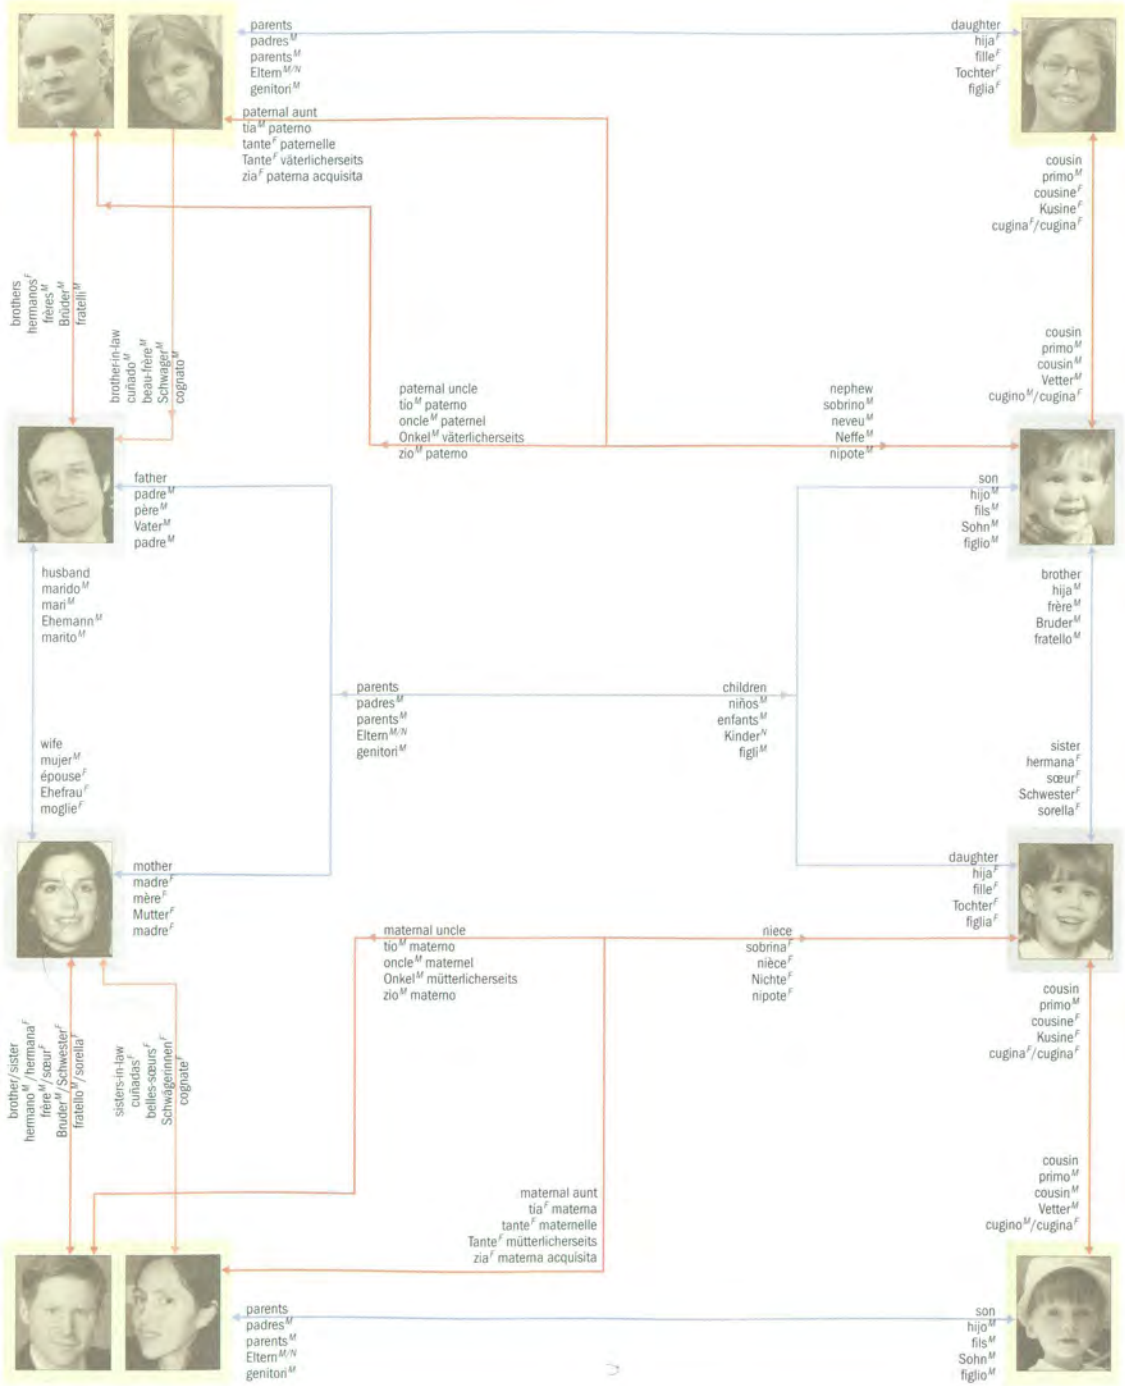 parents
padres M
parents M
Eltern M/N
genitori M
daughter
hija F
fille F
Tochter F
figlia F
paternal aunt
tia M paterno
tante F paternelle
Tante F väterlicherseits
zia F paterna acquisita
cousin
primo M
cousine F
Kusine F
cugina F/cugina F
brothers
hermanos F
frères M
Brüder M
fratelli M
brother-in-law
cuñado M
beau-frère M
Schwager M
cognato M
paternal uncle
tio M paterno
oncle M paternel
Onkel M väterlicherseits
zio M paterno
nephew
sobrino M
neveu M
Neffe M
nipote M
cousin
primo M
cousin M
Vetter M
cugino M/cugina F
father
padre M
père M
Vater M
padre M
son
hijo M
fils M
Sohn M
figlio M
husband
marido M
mari M
Ehemann M
marito M
brother
hija M
frère M
Bruder M
fratello M
parents
padres M
parents M
Eltern M/N
genitori M
children
niños M
enfants M
Kinder N
figli M
wife
mujer M
épouse F
Ehefrau F
moglie F
sister
hermana F
sœur F
Schwester F
sorella F
mother
madre F
mère F
Mutter F
madre F
daughter
hija F
fille F
Tochter F
figlia F
maternal uncle
tio M materno
oncle M maternel
Onkel M mütterlicherseits
zio M materno
niece
sobrina F
nièce F
Nichte F
nipote F
cousin
primo M
cousine F
Kusine F
cugina F/cugina F
brother/sister
hermano M/hermana F
frère M/sœur F
Bruder M/Schwester F
fratello M/sorella F
sisters-in-law
cuñadas F
belles-sœurs F
Schwägerinnen F
cognate F
maternal aunt
tia F materna
tante F maternelle
Tante F mütterlicherseits
zia F materna acquisita
cousin
primo M
cousin M
Vetter M
cugino M/cugina F
parents
padres M
parents M
Eltern M/N
genitori M
son
hijo M
fils M
Sohn M
figlio M